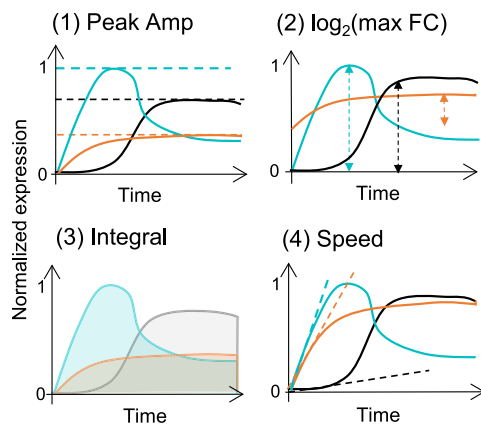 (1) Peak Amp
(2) log₂(max FC)
1
0
Time
1
0
Time
Normalized expression
(3) Integral
(4) Speed
1
0
Time
1
0
Time